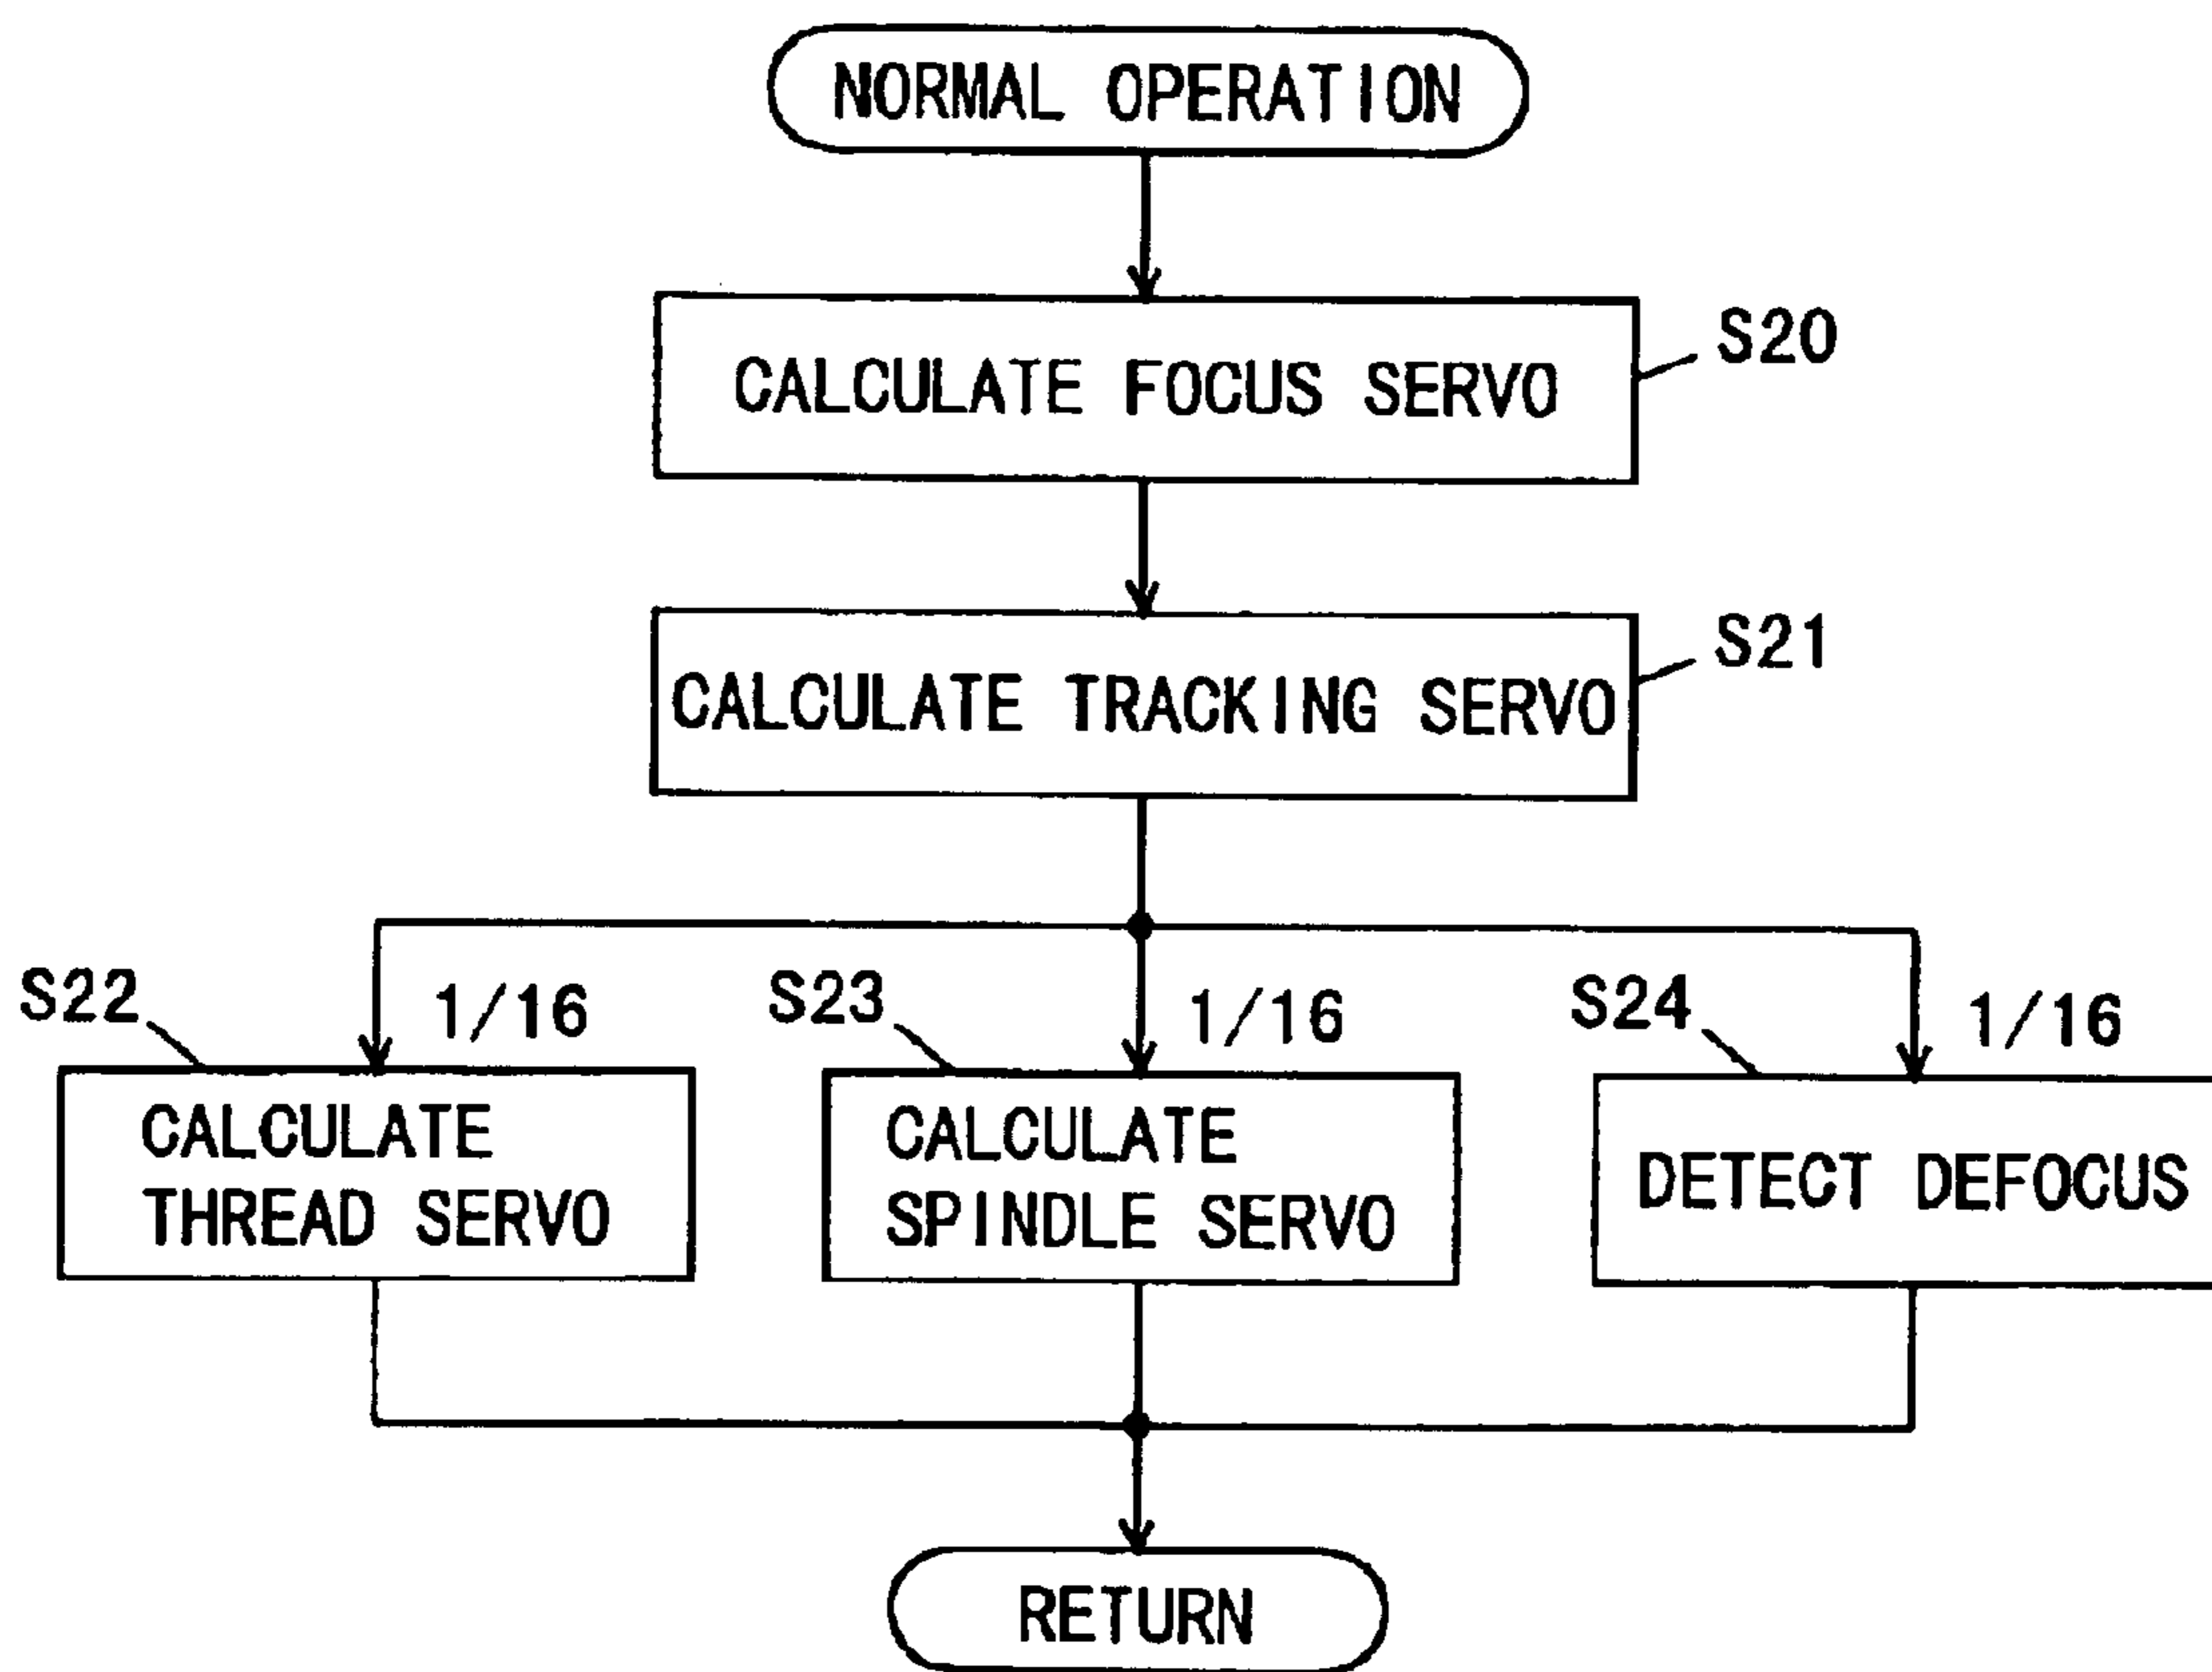 NORMAL OPERATION
CALCULATE FOCUS SERVO
S20
CALCULATE TRACKING SERVO
S21
S22
1/16
S23
1/16
S24
1/16
CALCULATE
THREAD SERVO
CALCULATE
SPINDLE SERVO
DETECT DEFOCUS
RETURN